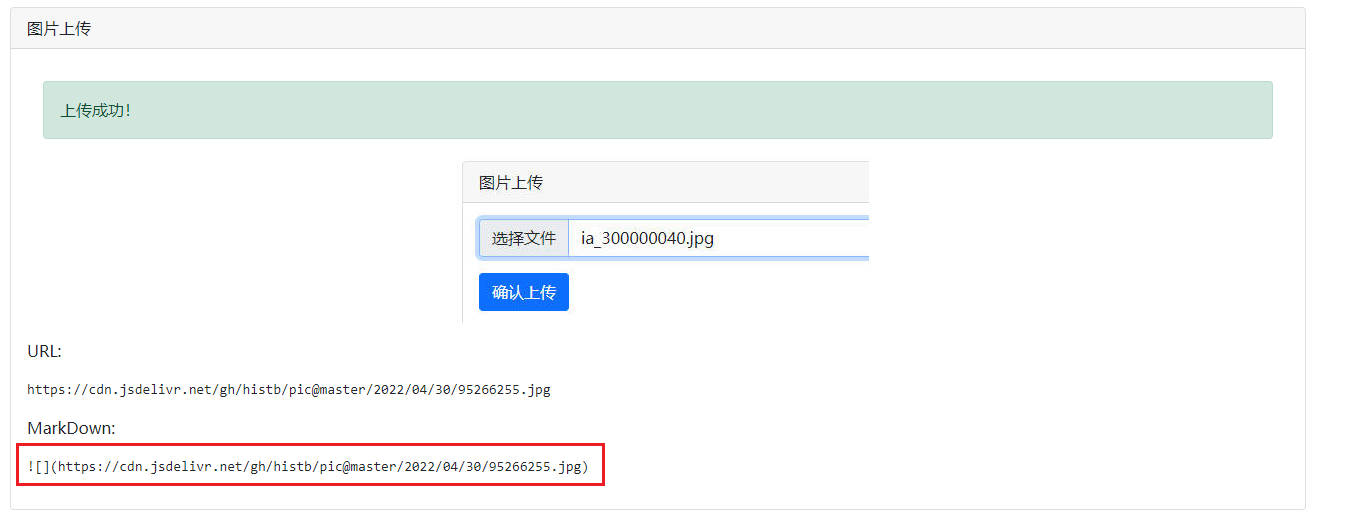 图片上传
上传成功！
图片上传
选择文件 ia_300000040.jpg
确认上传
URL:
https://cdn.jsdelivr.net/gh/histb/pic@master/2022/04/30/95266255.jpg
MarkDown:
![](https://cdn.jsdelivr.net/gh/histb/pic@master/2022/04/30/95266255.jpg)